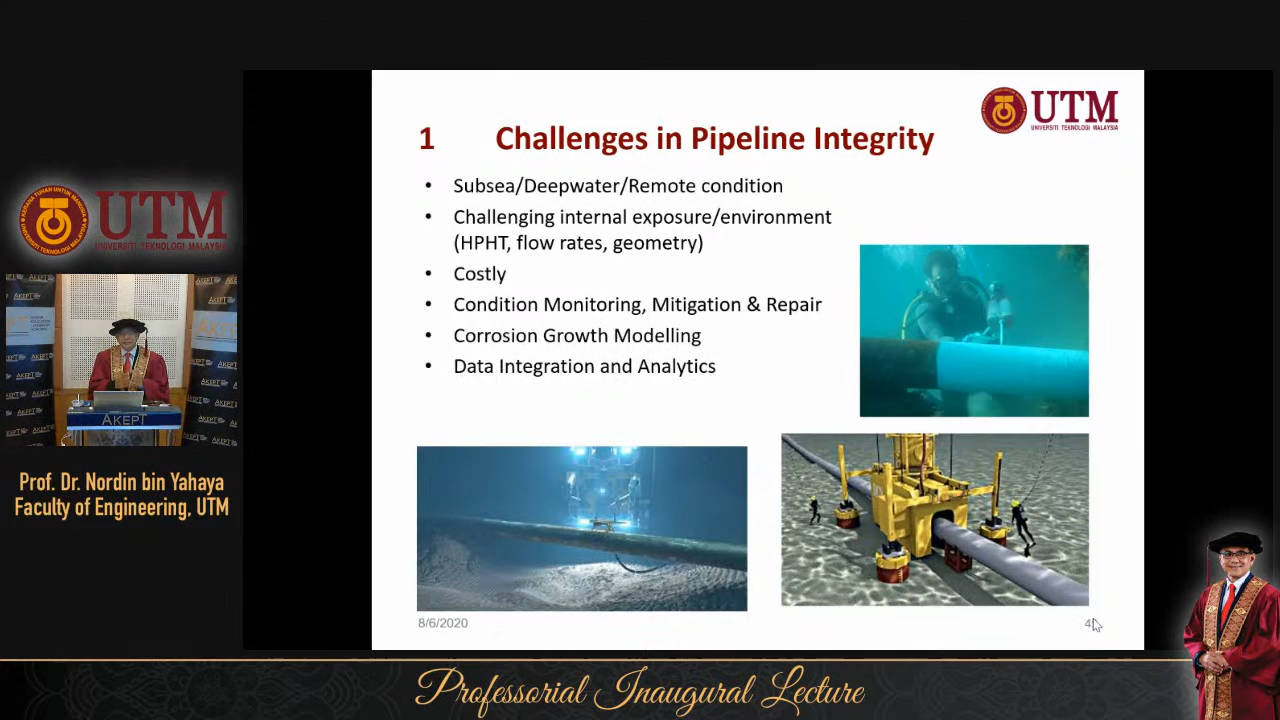 UTM
UNIVERSITI TEKNOLOGI MALAYSIA
1 Challenges in Pipeline Integrity
• Subsea/Deepwater/Remote condition
• Challenging internal exposure/environment
(HPHT, flow rates, geometry)
• Costly
• Condition Monitoring, Mitigation & Repair
• Corrosion Growth Modelling
• Data Integration and Analytics
8/6/2020
4
UTM
UNIVERSITI TEKNOLOGI MALAYSIA
AKEPT
AKEPT
Prof. Dr. Nordin bin Yahaya
Faculty of Engineering, UTM
Professorial Inaugural Lecture